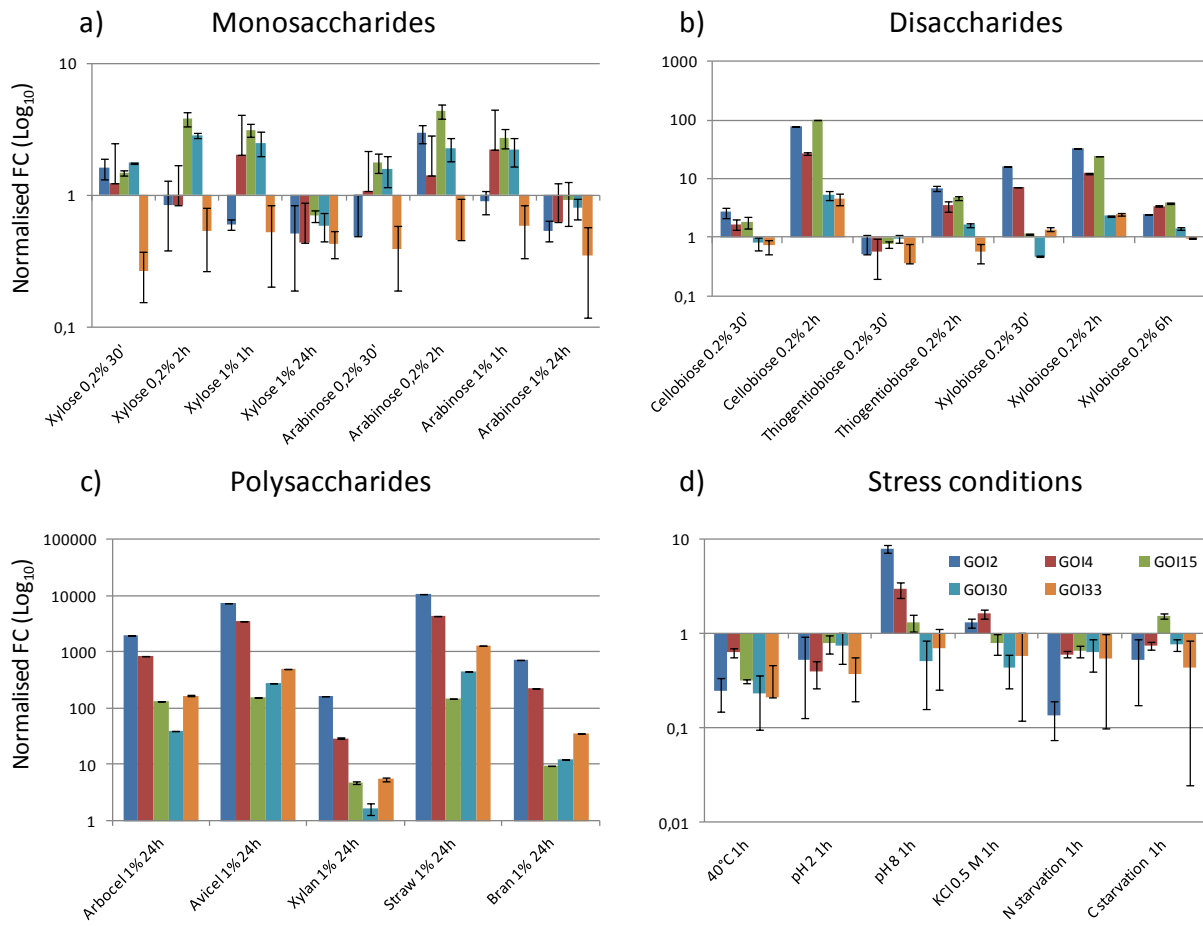 a) Monosaccharides
Normalised FC (Log10)
10
1
0,1
Xylose 0,2% 30'
Xylose 0,2% 2h
Xylose 1% 1h
Xylose 1% 24h
Arabinose 0,2% 30'
Arabinose 0,2% 2h
Arabinose 1% 1h
Arabinose 1% 24h
b) Disaccharides
1000
100
10
1
0,1
Cellobiose 0.2% 30'
Cellobiose 0.2% 2h
Thiogentiobiose 0.2% 30'
Thiogentiobiose 0.2% 2h
Xylobiose 0.2% 30'
Xylobiose 0.2% 2h
Xylobiose 0.2% 6h
c) Polysaccharides
Normalised FC (Log10)
100000
10000
1000
100
10
1
Arbocel 1% 24h
Avicel 1% 24h
Xylan 1% 24h
Straw 1% 24h
Bran 1% 24h
d) Stress conditions
10
1
0,1
0,01
GOI2 GOI4 GOI15
GOI30 GOI33
40°C 1h
pH 2 1h
pH 8 1h
KCl 0.5 M 1h
N starvation 1h
C starvation 1h